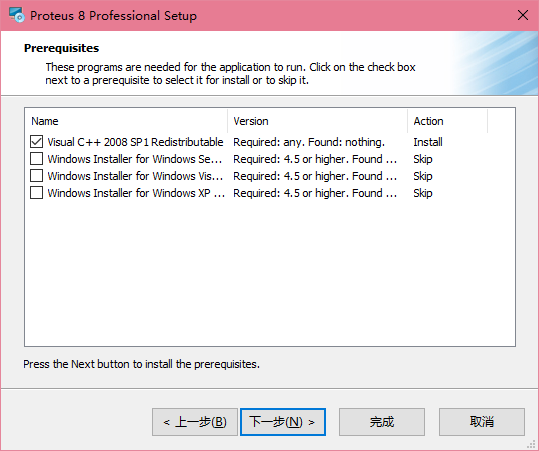 Proteus 8 Professional Setup
Prerequisites
These programs are needed for the application to run. Click on the check box
next to a prerequisite to select it for install or to skip it.
Name Version Action
Visual C++ 2008 SP1 Redistributable Required: any. Found: nothing. Install
Windows Installer for Windows Se... Required: 4.5 or higher. Found ... Skip
Windows Installer for Windows Vis... Required: 4.5 or higher. Found ... Skip
Windows Installer for Windows XP ... Required: 4.5 or higher. Found ... Skip
Press the Next button to install the prerequisites.
< 上一步(B) 下一步(N) > 完成 取消